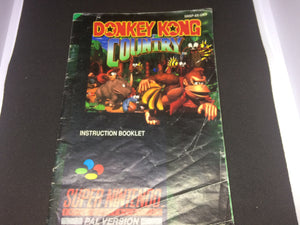 DONKEY KONG
COUNTRY
INSTRUCTION BOOKLET
SUPER NINTENDO
PAL VERSION